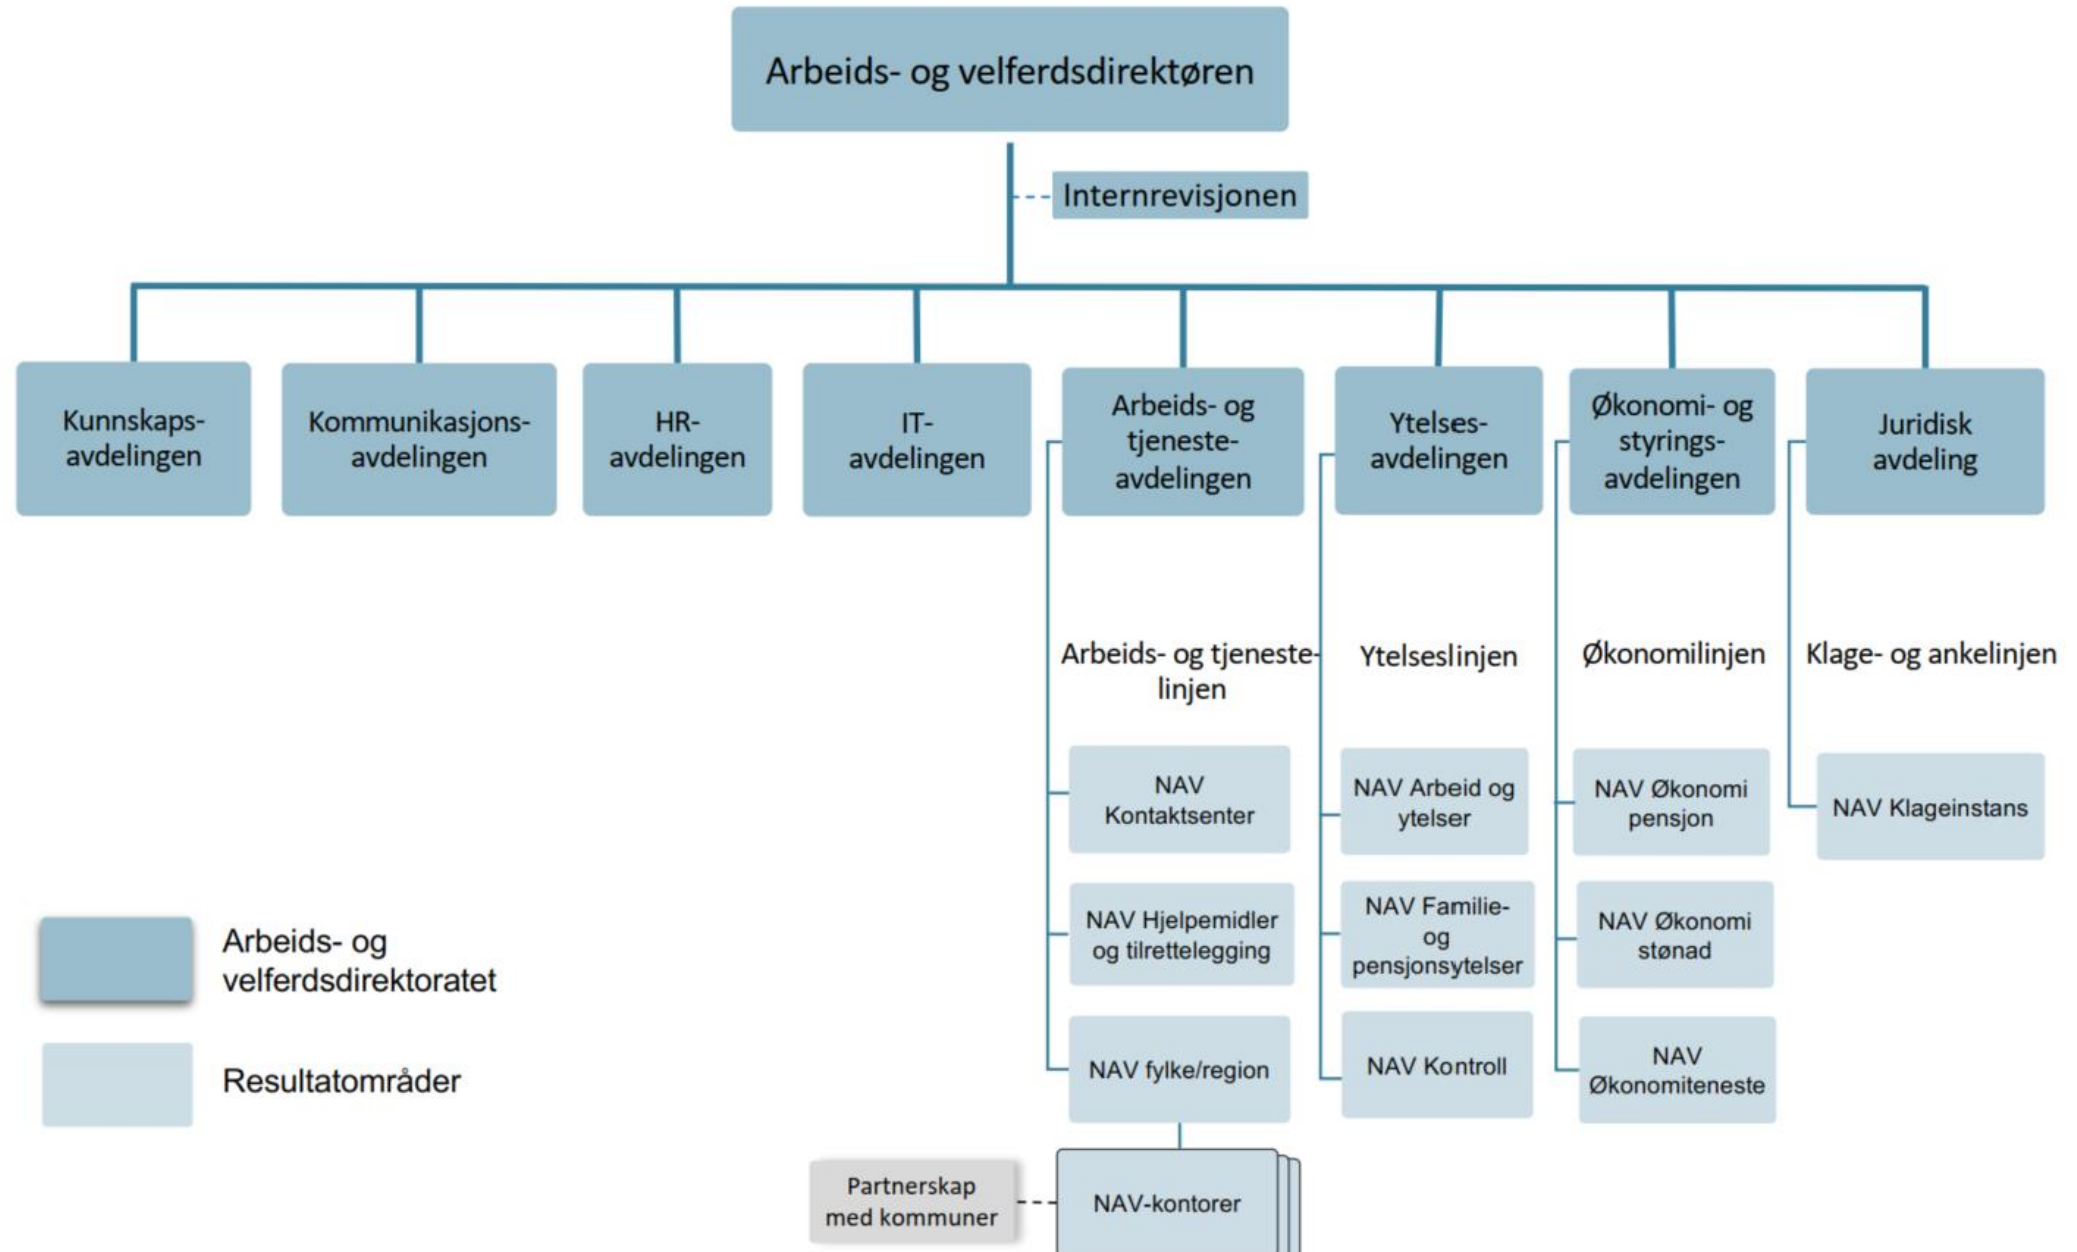 Arbeids- og velferdsdirektøren
Internrevisjonen
Kunnskaps-
avdelingen
Kommunikasjons-
avdelingen
HR-
avdelingen
IT-
avdelingen
Arbeids- og
tjeneste-
avdelingen
Ytelses-
avdelingen
Økonomi- og
styrings-
avdelingen
Juridisk
avdeling
Arbeids- og tjeneste-
linjen
Ytelseslinjen
Økonomilinjen
Klage- og ankelinjen
NAV
Kontaktsenter
NAV Arbeid og
ytelser
NAV Økonomi
pensjon
NAV Klageinstans
NAV Hjelpemidler
og tilrettelegging
NAV Familie-
og
pensjonsytelser
NAV Økonomi
stønad
NAV fylke/region
NAV Kontroll
NAV
Økonomiteneste
Arbeids- og
velferdsdirektoratet
Resultatområder
Partnerskap
med kommuner
NAV-kontorer